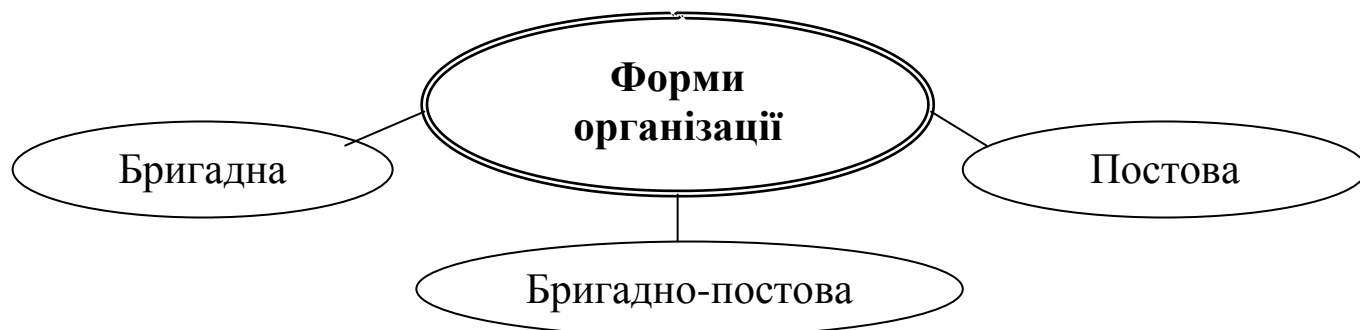 Форми
організації
Бригадна
Постова
Бригадно-постова